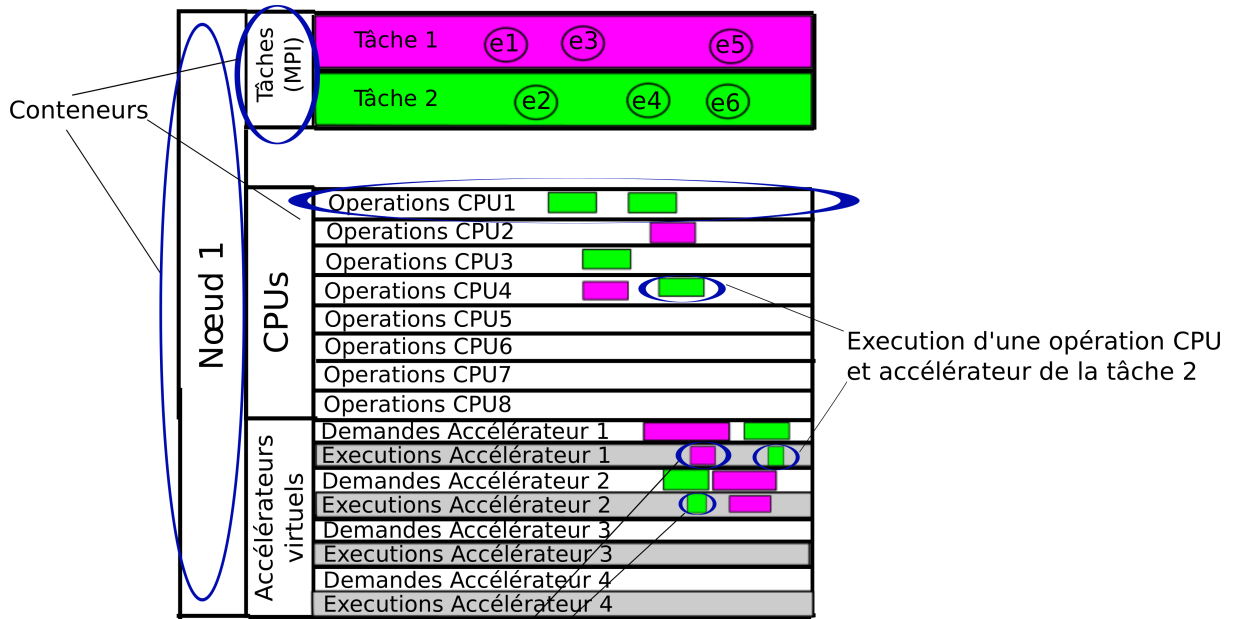 Conteneurs
Nœud 1
Tâches
(MPI)
Tâche 1 e1 e3 e5
Tâche 2 e2 e4 e6
CPUs
Operations CPU1
Operations CPU2
Operations CPU3
Operations CPU4
Operations CPU5
Operations CPU6
Operations CPU7
Operations CPU8
Accélérateurs
virtuels
Demandes Accélérateur 1
Executions Accélérateur 1
Demandes Accélérateur 2
Executions Accélérateur 2
Demandes Accélérateur 3
Executions Accélérateur 3
Demandes Accélérateur 4
Executions Accélérateur 4
Execution d'une opération CPU
et accélérateur de la tâche 2